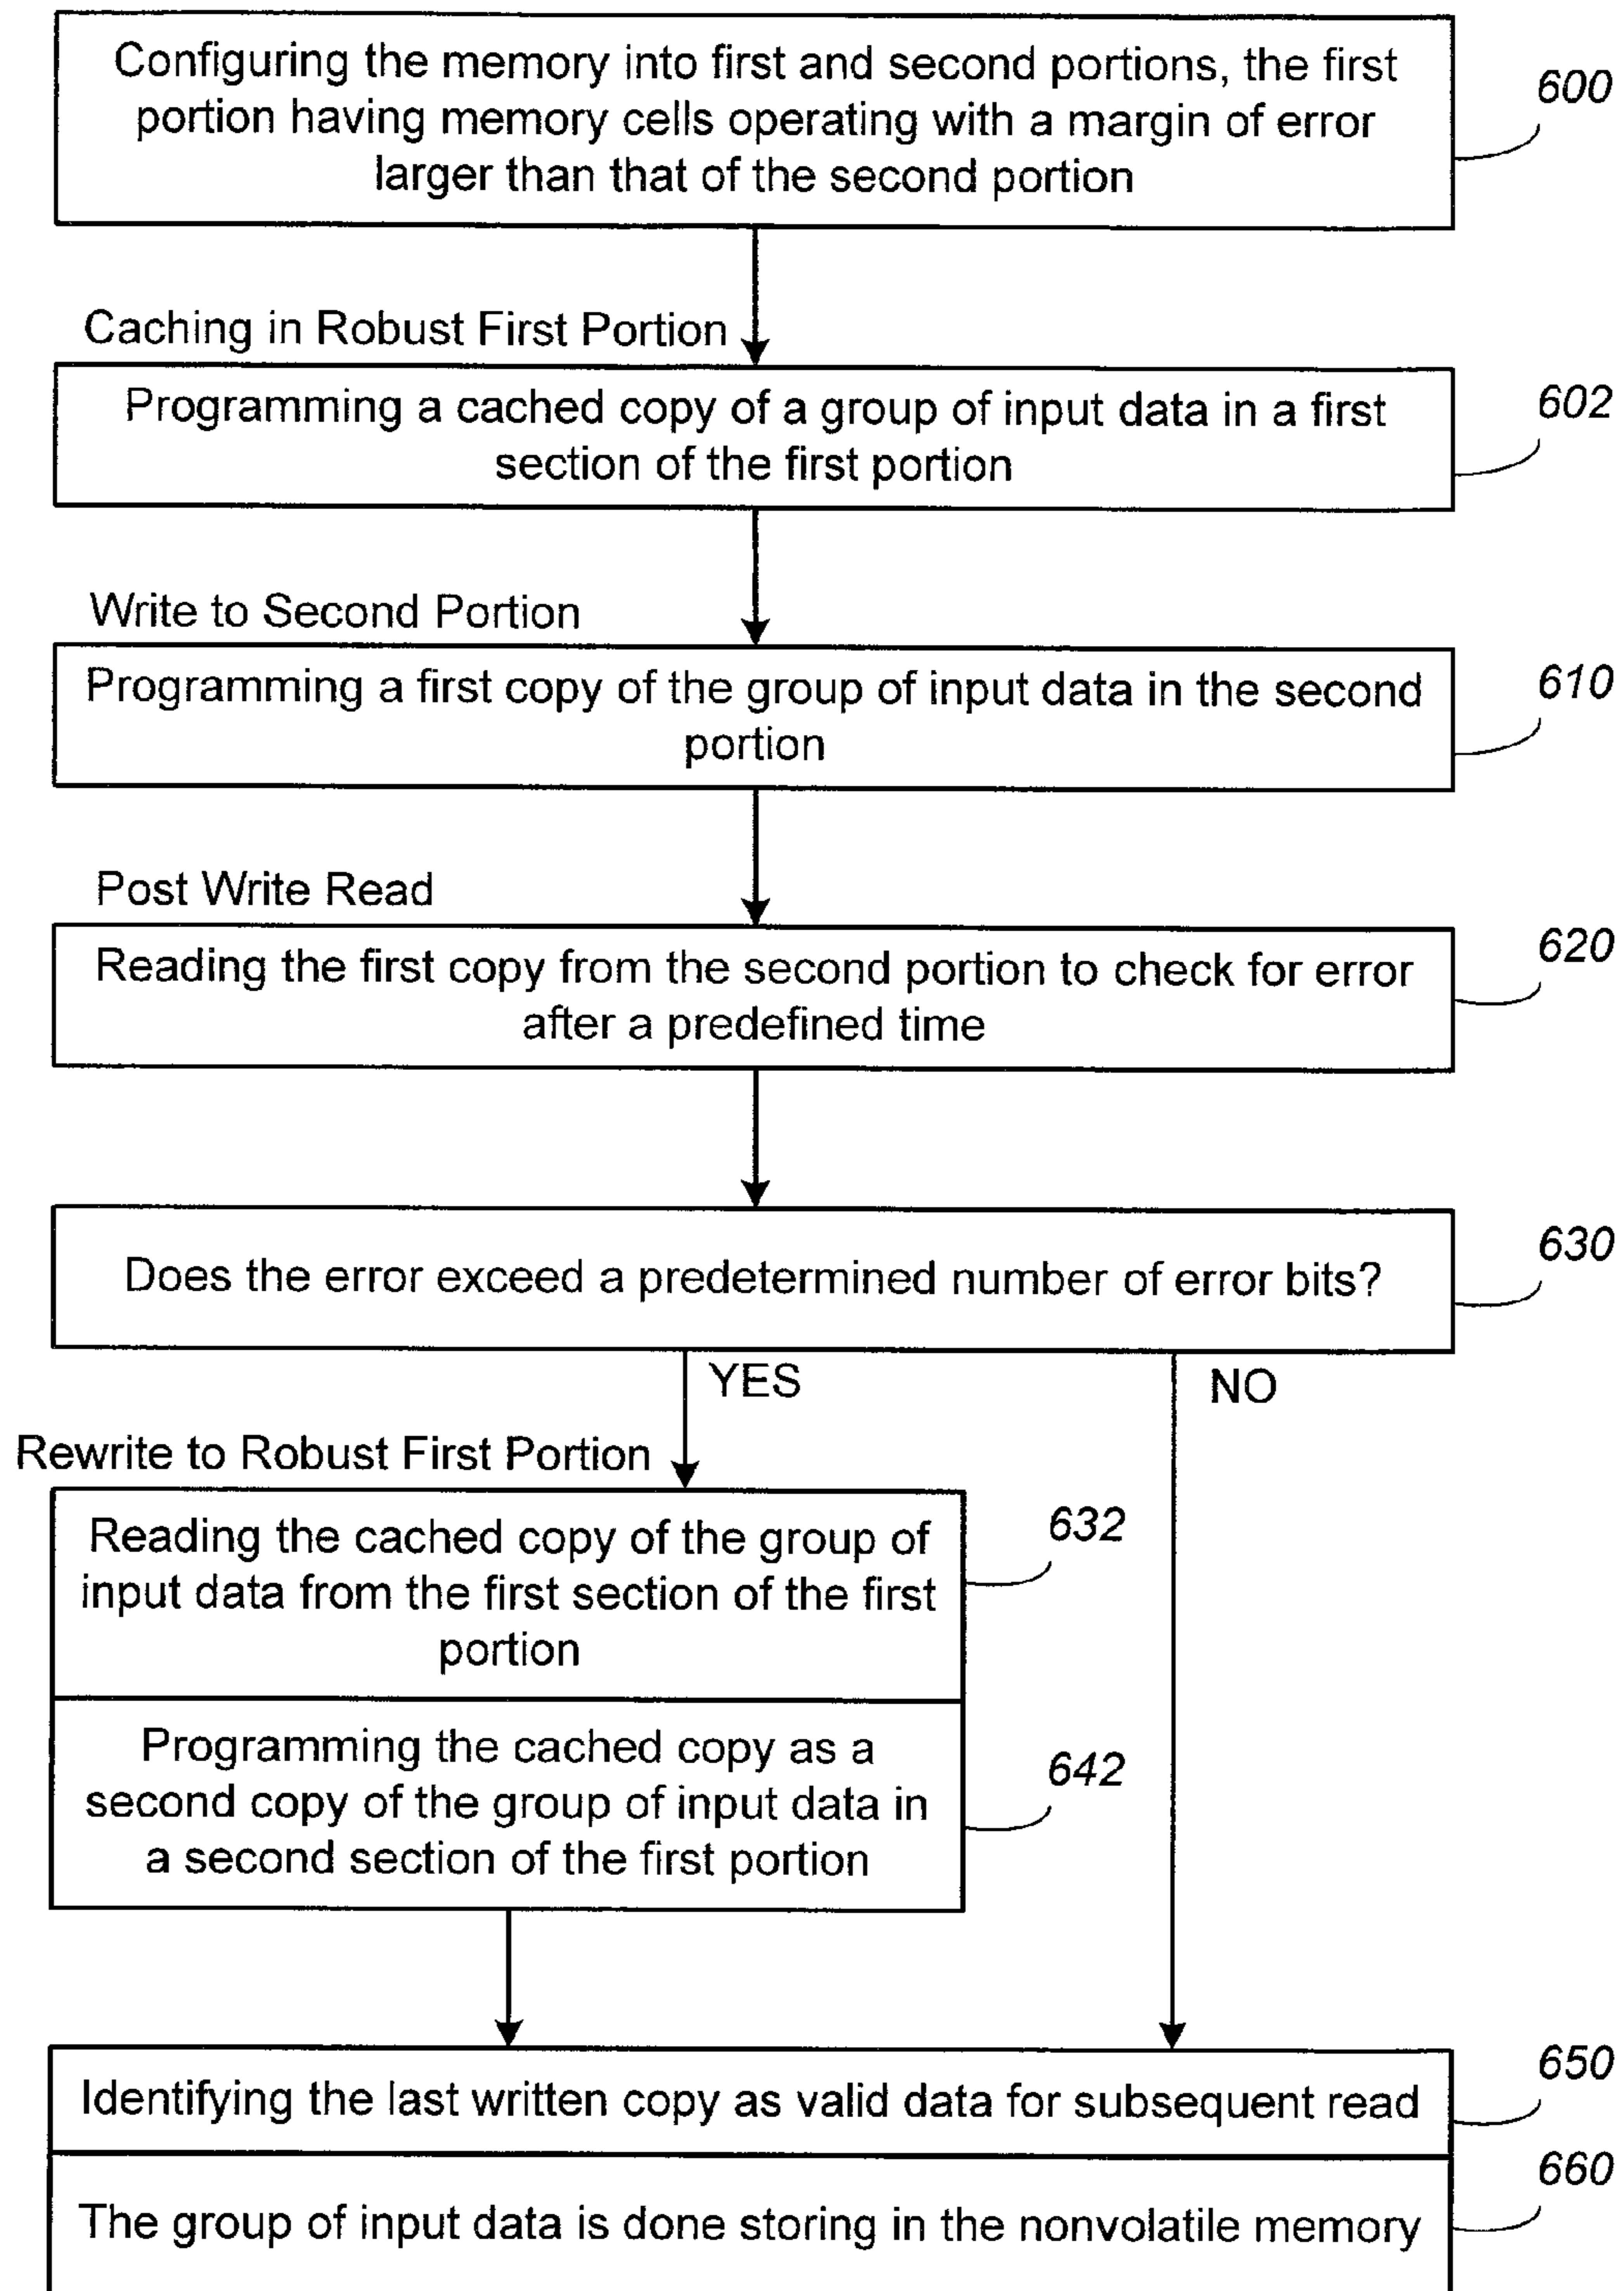 Configuring the memory into first and second portions, the first
portion having memory cells operating with a margin of error
larger than that of the second portion
600
Caching in Robust First Portion
Programming a cached copy of a group of input data in a first
section of the first portion
602
Write to Second Portion
Programming a first copy of the group of input data in the second
portion
610
Post Write Read
Reading the first copy from the second portion to check for error
after a predefined time
620
Does the error exceed a predetermined number of error bits?
630
YES
NO
Rewrite to Robust First Portion
Reading the cached copy of the group of
input data from the first section of the first
portion
632
Programming the cached copy as a
second copy of the group of input data in
a second section of the first portion
642
Identifying the last written copy as valid data for subsequent read
650
The group of input data is done storing in the nonvolatile memory
660